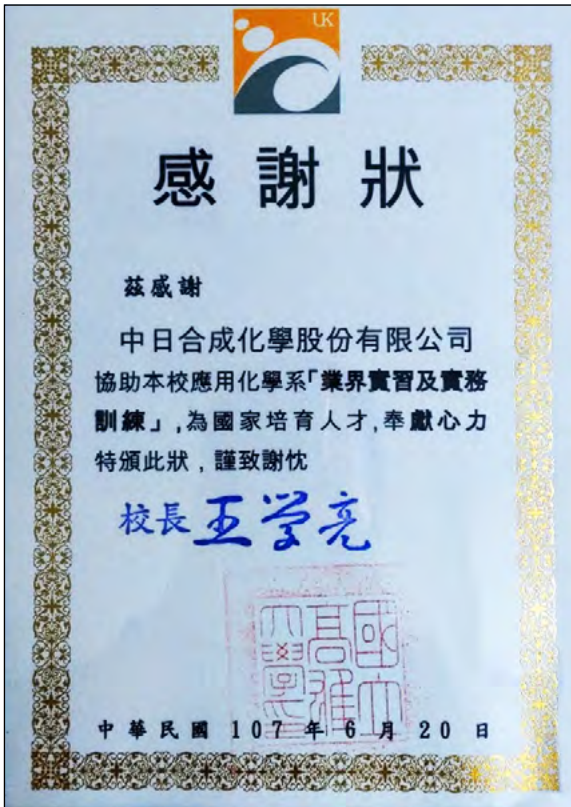 UK
感謝狀
茲感謝
中日合成化學股份有限公司
協助本校應用化學系「業界實習及實務
訓練」,為國家培育人才,奉獻心力
特頒此狀,謹致謝忱
校長 王学亮
國立高雄大學
中華民國 107 年 6 月 20 日